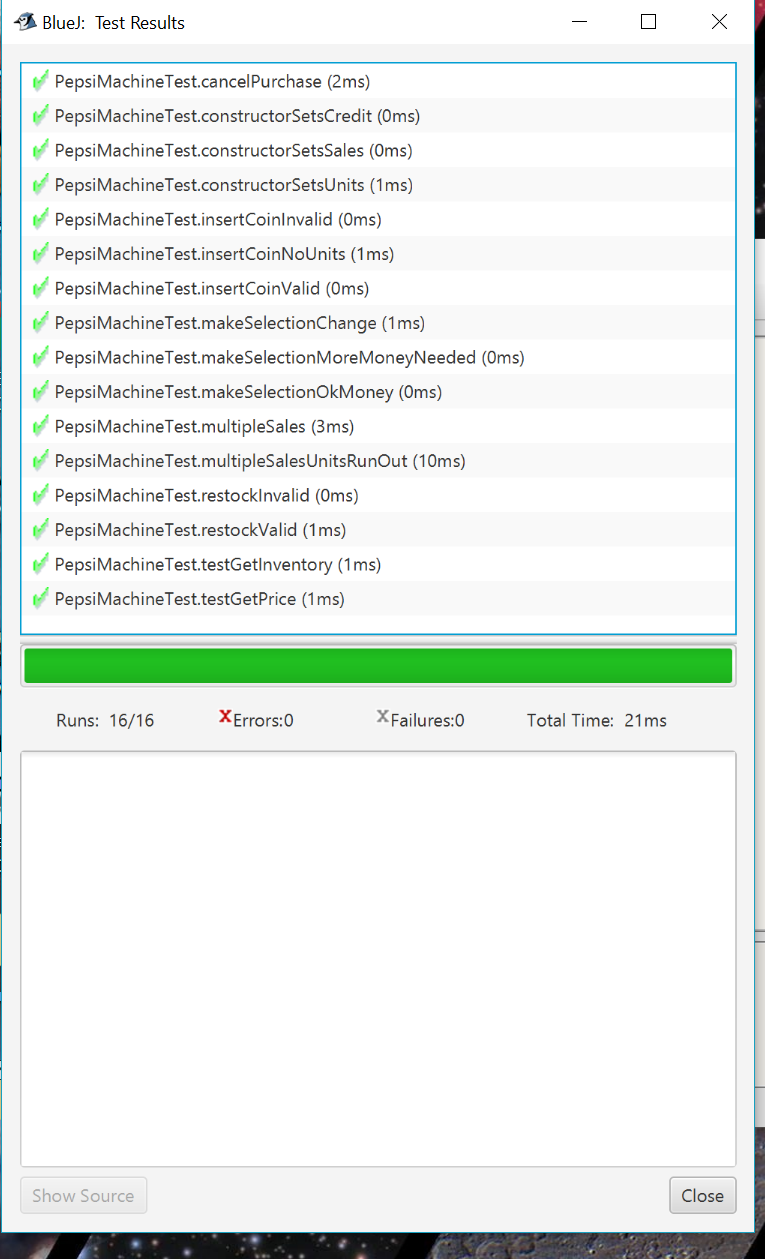 BlueJ:  Test Results
PepsiMachineTest.cancelPurchase (2ms)
PepsiMachineTest.constructorSetsCredit (0ms)
PepsiMachineTest.constructorSetsSales (0ms)
PepsiMachineTest.constructorSetsUnits (1ms)
PepsiMachineTest.insertCoinInvalid (0ms)
PepsiMachineTest.insertCoinNoUnits (1ms)
PepsiMachineTest.insertCoinValid (0ms)
PepsiMachineTest.makeSelectionChange (1ms)
PepsiMachineTest.makeSelectionMoreMoneyNeeded (0ms)
PepsiMachineTest.makeSelectionOkMoney (0ms)
PepsiMachineTest.multipleSales (3ms)
PepsiMachineTest.multipleSalesUnitsRunOut (10ms)
PepsiMachineTest.restockInvalid (0ms)
PepsiMachineTest.restockValid (1ms)
PepsiMachineTest.testGetInventory (1ms)
PepsiMachineTest.testGetPrice (1ms)
Runs:  16/16 Errors:0 Failures:0 Total Time:  21ms
Show Source Close